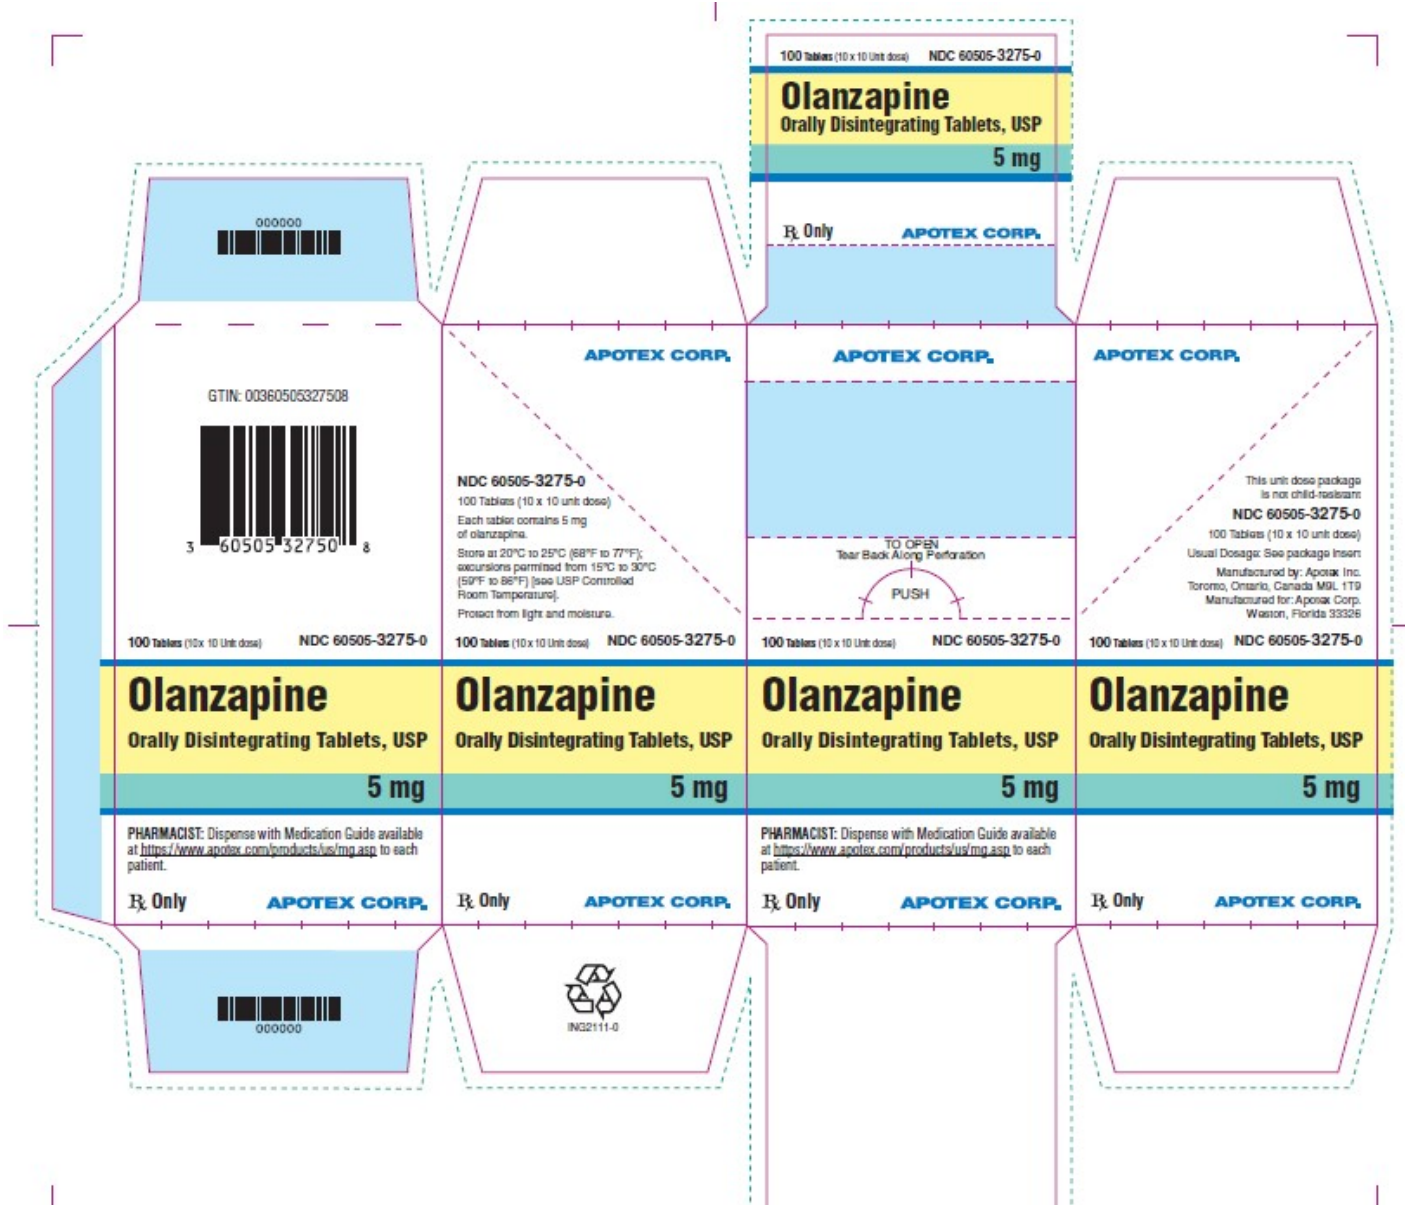 100 Tablets (10 x 10 Unit dose) NDC 60505-3275-0
Olanzapine
Orally Disintegrating Tablets, USP
5 mg
℞ Only APOTEX CORP.
000000
GTIN: 00360505327508
3 60505 32750 8
100 Tablets (10 x 10 Unit dose) NDC 60505-3275-0
Olanzapine
Orally Disintegrating Tablets, USP
5 mg
PHARMACIST: Dispense with Medication Guide available
at https://www.apotex.com/products/us/mg.asp to each
patient.
℞ Only APOTEX CORP.
000000
APOTEX CORP.
NDC 60505-3275-0
100 Tablets (10 x 10 unit dose)
Each tablet contains 5 mg
of olanzapine.
Store at 20°C to 25°C (68°F to 77°F);
excursions permitted from 15°C to 30°C
(59°F to 86°F) [see USP Controlled
Room Temperature].
Protect from light and moisture.
100 Tablets (10 x 10 Unit dose) NDC 60505-3275-0
Olanzapine
Orally Disintegrating Tablets, USP
5 mg
℞ Only APOTEX CORP.
ING2111-0
APOTEX CORP.
TO OPEN
Tear Back Along Perforation
PUSH
100 Tablets (10 x 10 Unit dose) NDC 60505-3275-0
Olanzapine
Orally Disintegrating Tablets, USP
5 mg
PHARMACIST: Dispense with Medication Guide available
at https://www.apotex.com/products/us/mg.asp to each
patient.
℞ Only APOTEX CORP.
APOTEX CORP.
This unit dose package
is not child-resistant
NDC 60505-3275-0
100 Tablets (10 x 10 unit dose)
Usual Dosage: See package insert
Manufactured by: Apotex Inc.
Toronto, Ontario, Canada M9L 1T9
Manufactured for: Apotex Corp.
Weston, Florida 33326
100 Tablets (10 x 10 Unit dose) NDC 60505-3275-0
Olanzapine
Orally Disintegrating Tablets, USP
5 mg
℞ Only APOTEX CORP.